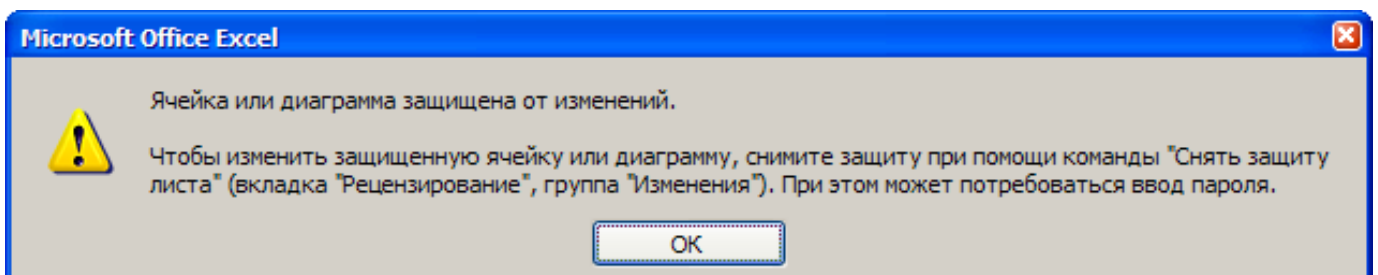 Microsoft Office Excel
Ячейка или диаграмма защищена от изменений.
Чтобы изменить защищенную ячейку или диаграмму, снимите защиту при помощи команды "Снять защиту
листа" (вкладка "Рецензирование", группа "Изменения"). При этом может потребоваться ввод пароля.
ОК